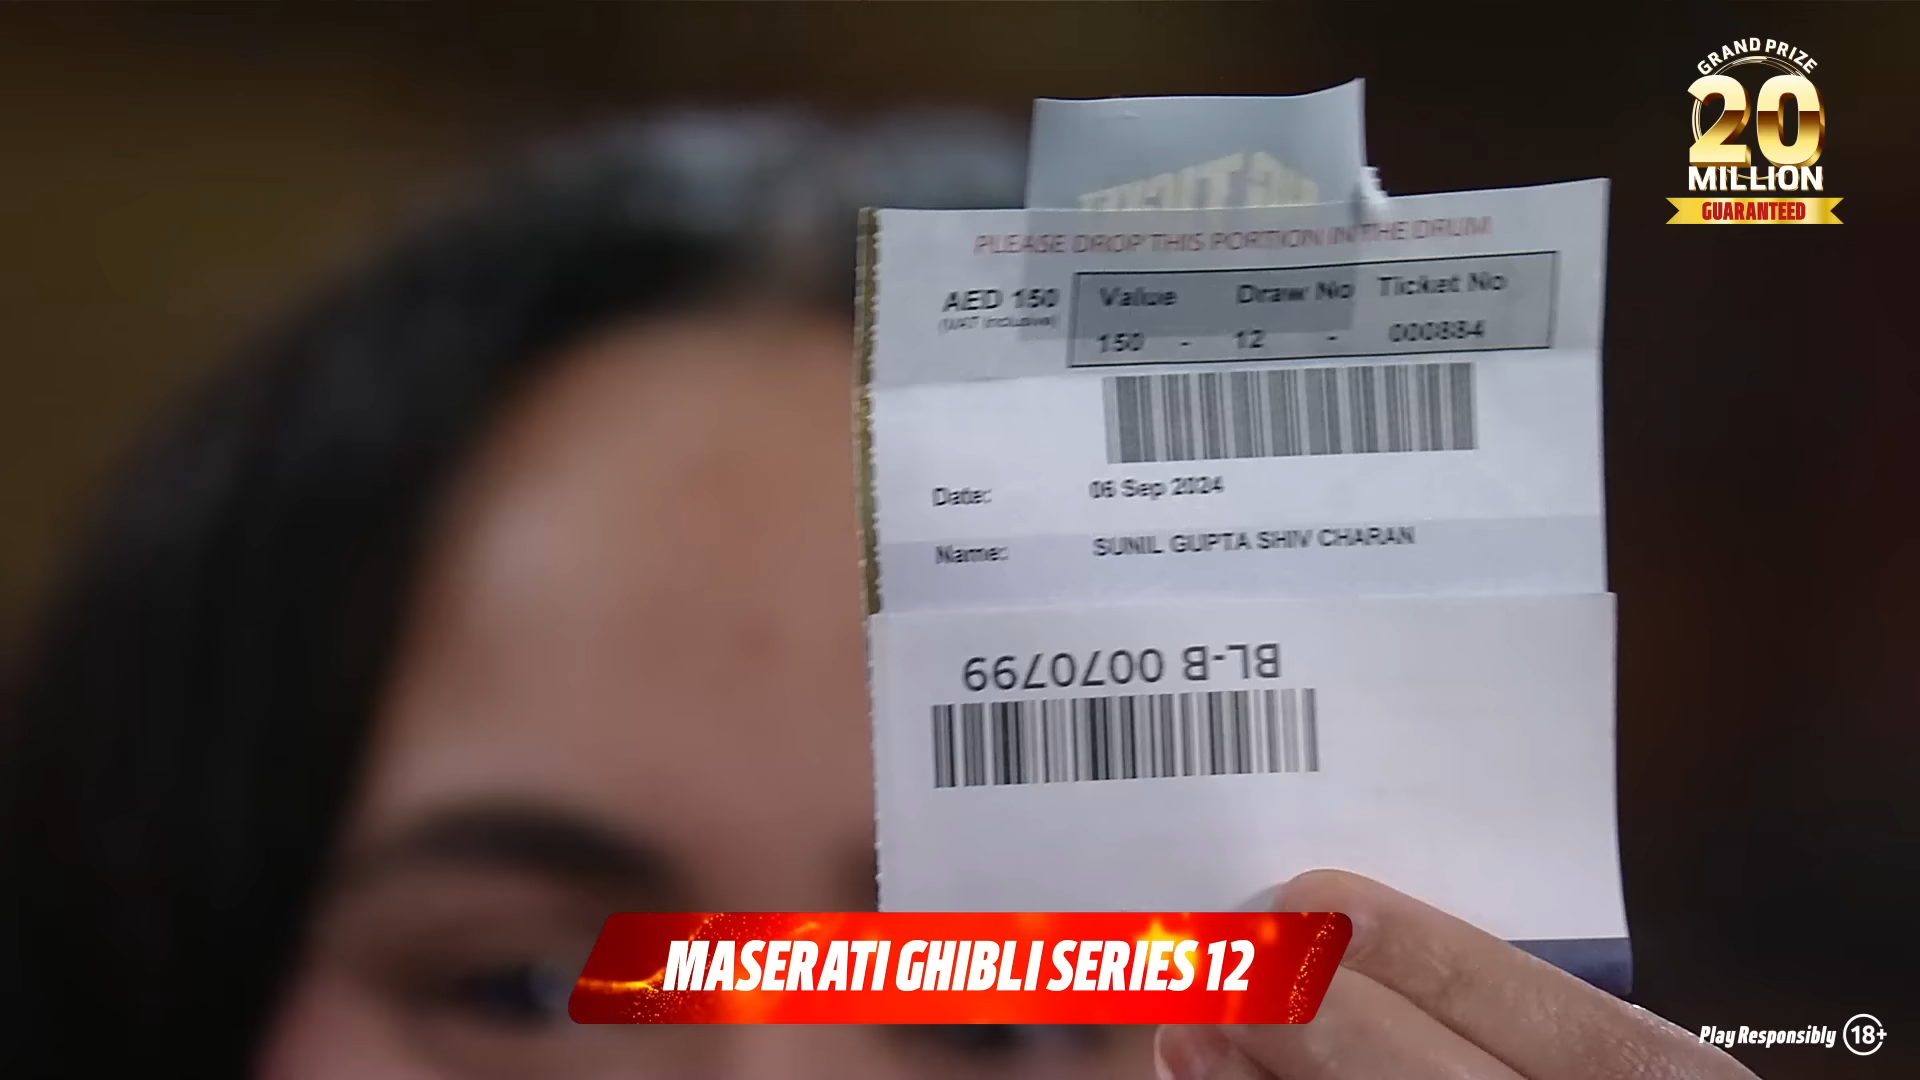 GRAND PRIZE
20
MILLION
GUARANTEED
PLEASE DROP THIS PORTION IN THE DRUM
AED 150
(VAT Inclusive)
Value Draw No Ticket No
150 - 12 - 000884
Date: 06 Sep 2024
Name: SUNIL GUPTA SHIV CHARAN
BL-B 0070799
MASERATI GHIBLI SERIES 12
Play Responsibly 18+